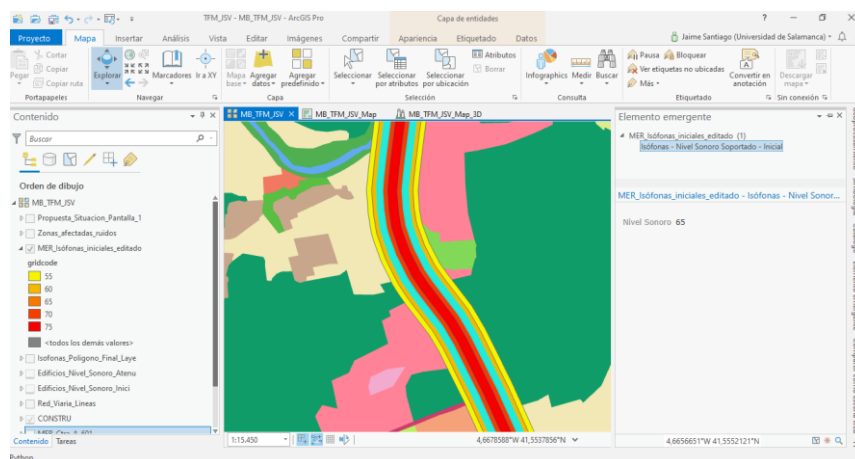 TFM_JSV - MB_TFM_JSV - ArcGIS Pro
Capa de entidades
?
Proyecto Mapa Insertar Análisis Vista Editar Imágenes Compartir Apariencia Etiquetado Datos
Jaime Santiago (Universidad de Salamanca)
Pegar
Cortar
Copiar
Copiar ruta
Explorar
Marcadores
Ir a XY
Mapa base
Agregar datos
Agregar predefinido
Seleccionar
Seleccionar por atributos
Seleccionar por ubicación
Atributos
Borrar
Infographics
Medir
Buscar
Pausa
Bloquear
Ver etiquetas no ubicadas
Más
Convertir en anotación
Descargar mapa
Portapapeles Navegar Capa Selección Consulta Etiquetado Sin conexión
Contenido
Buscar
Orden de dibujo
MB_TFM_JSV
Propuesta_Situacion_Pantalla_1
Zonas_afectadas_ruidos
MER_Isófonas_iniciales_editado
gridcode
55
60
65
70
75
<todos los demás valores>
Isofonas_Poligono_Final_Laye
Edificios_Nivel_Sonoro_Atenu
Edificios_Nivel_Sonoro_Inici
Red_Viaria_Lineas
CONSTRU
Contenido Tareas
Python
MB_TFM_JSV MB_TFM_JSV_Map MB_TFM_JSV_Map_3D
1:15.450
4,6678588°W 41,5537856°N
Elemento emergente
MER_Isófonas_iniciales_editado (1)
Isófonas - Nivel Sonoro Soportado - Inicial
MER_Isófonas_iniciales_editado - Isófonas - Nivel Sonor...
Nivel Sonoro 65
4,6656651°W 41,5552121°N